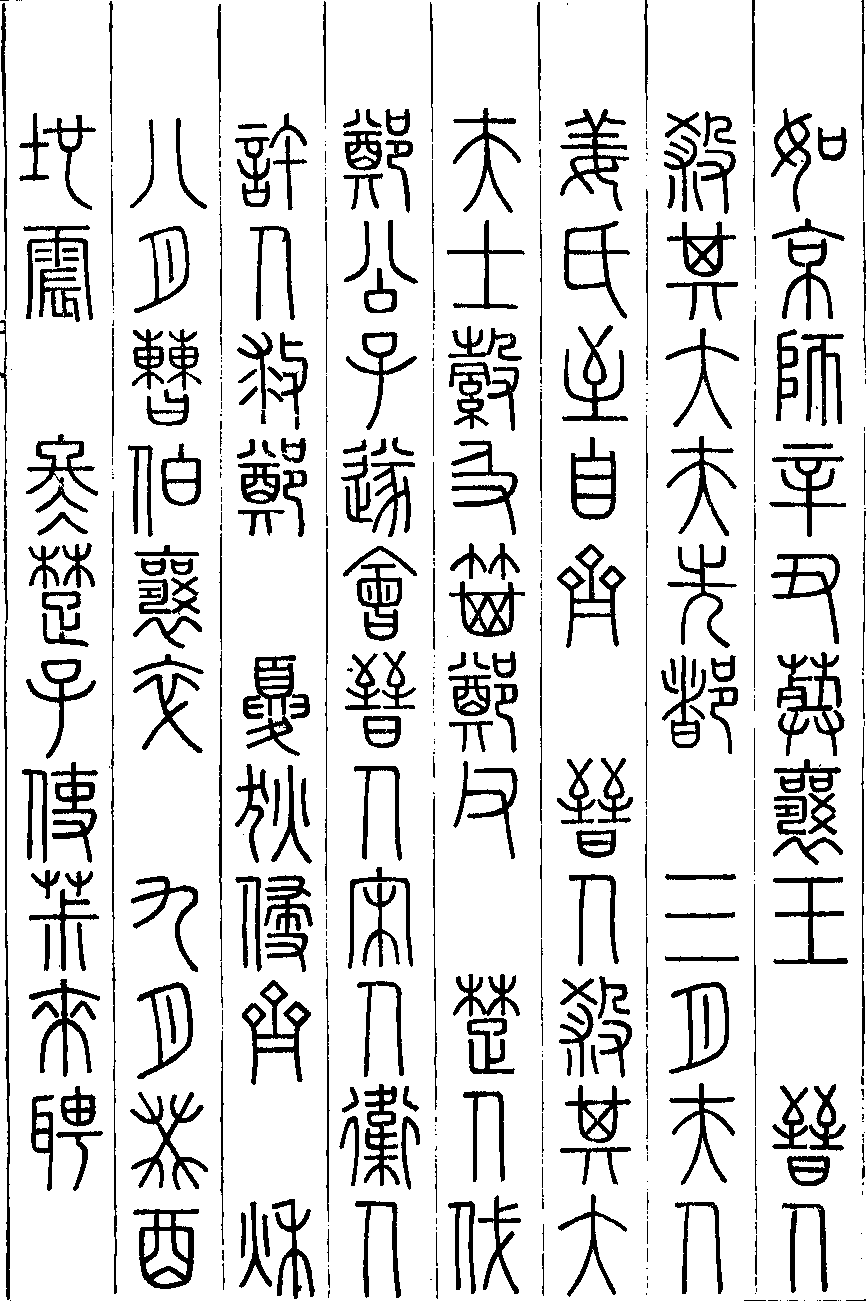 如京師辛丑葬襄王　晉人
殺其大夫先都　三月夫人
姜氏至自齊　晉人殺其大
夫士縠及箕鄭父　楚人伐
鄭公子遂會晉人宋人衛人
許人救鄭　夏狄侵齊　秋
八月曹伯襄卒　九月癸酉
地震　冬楚子使茮來聘